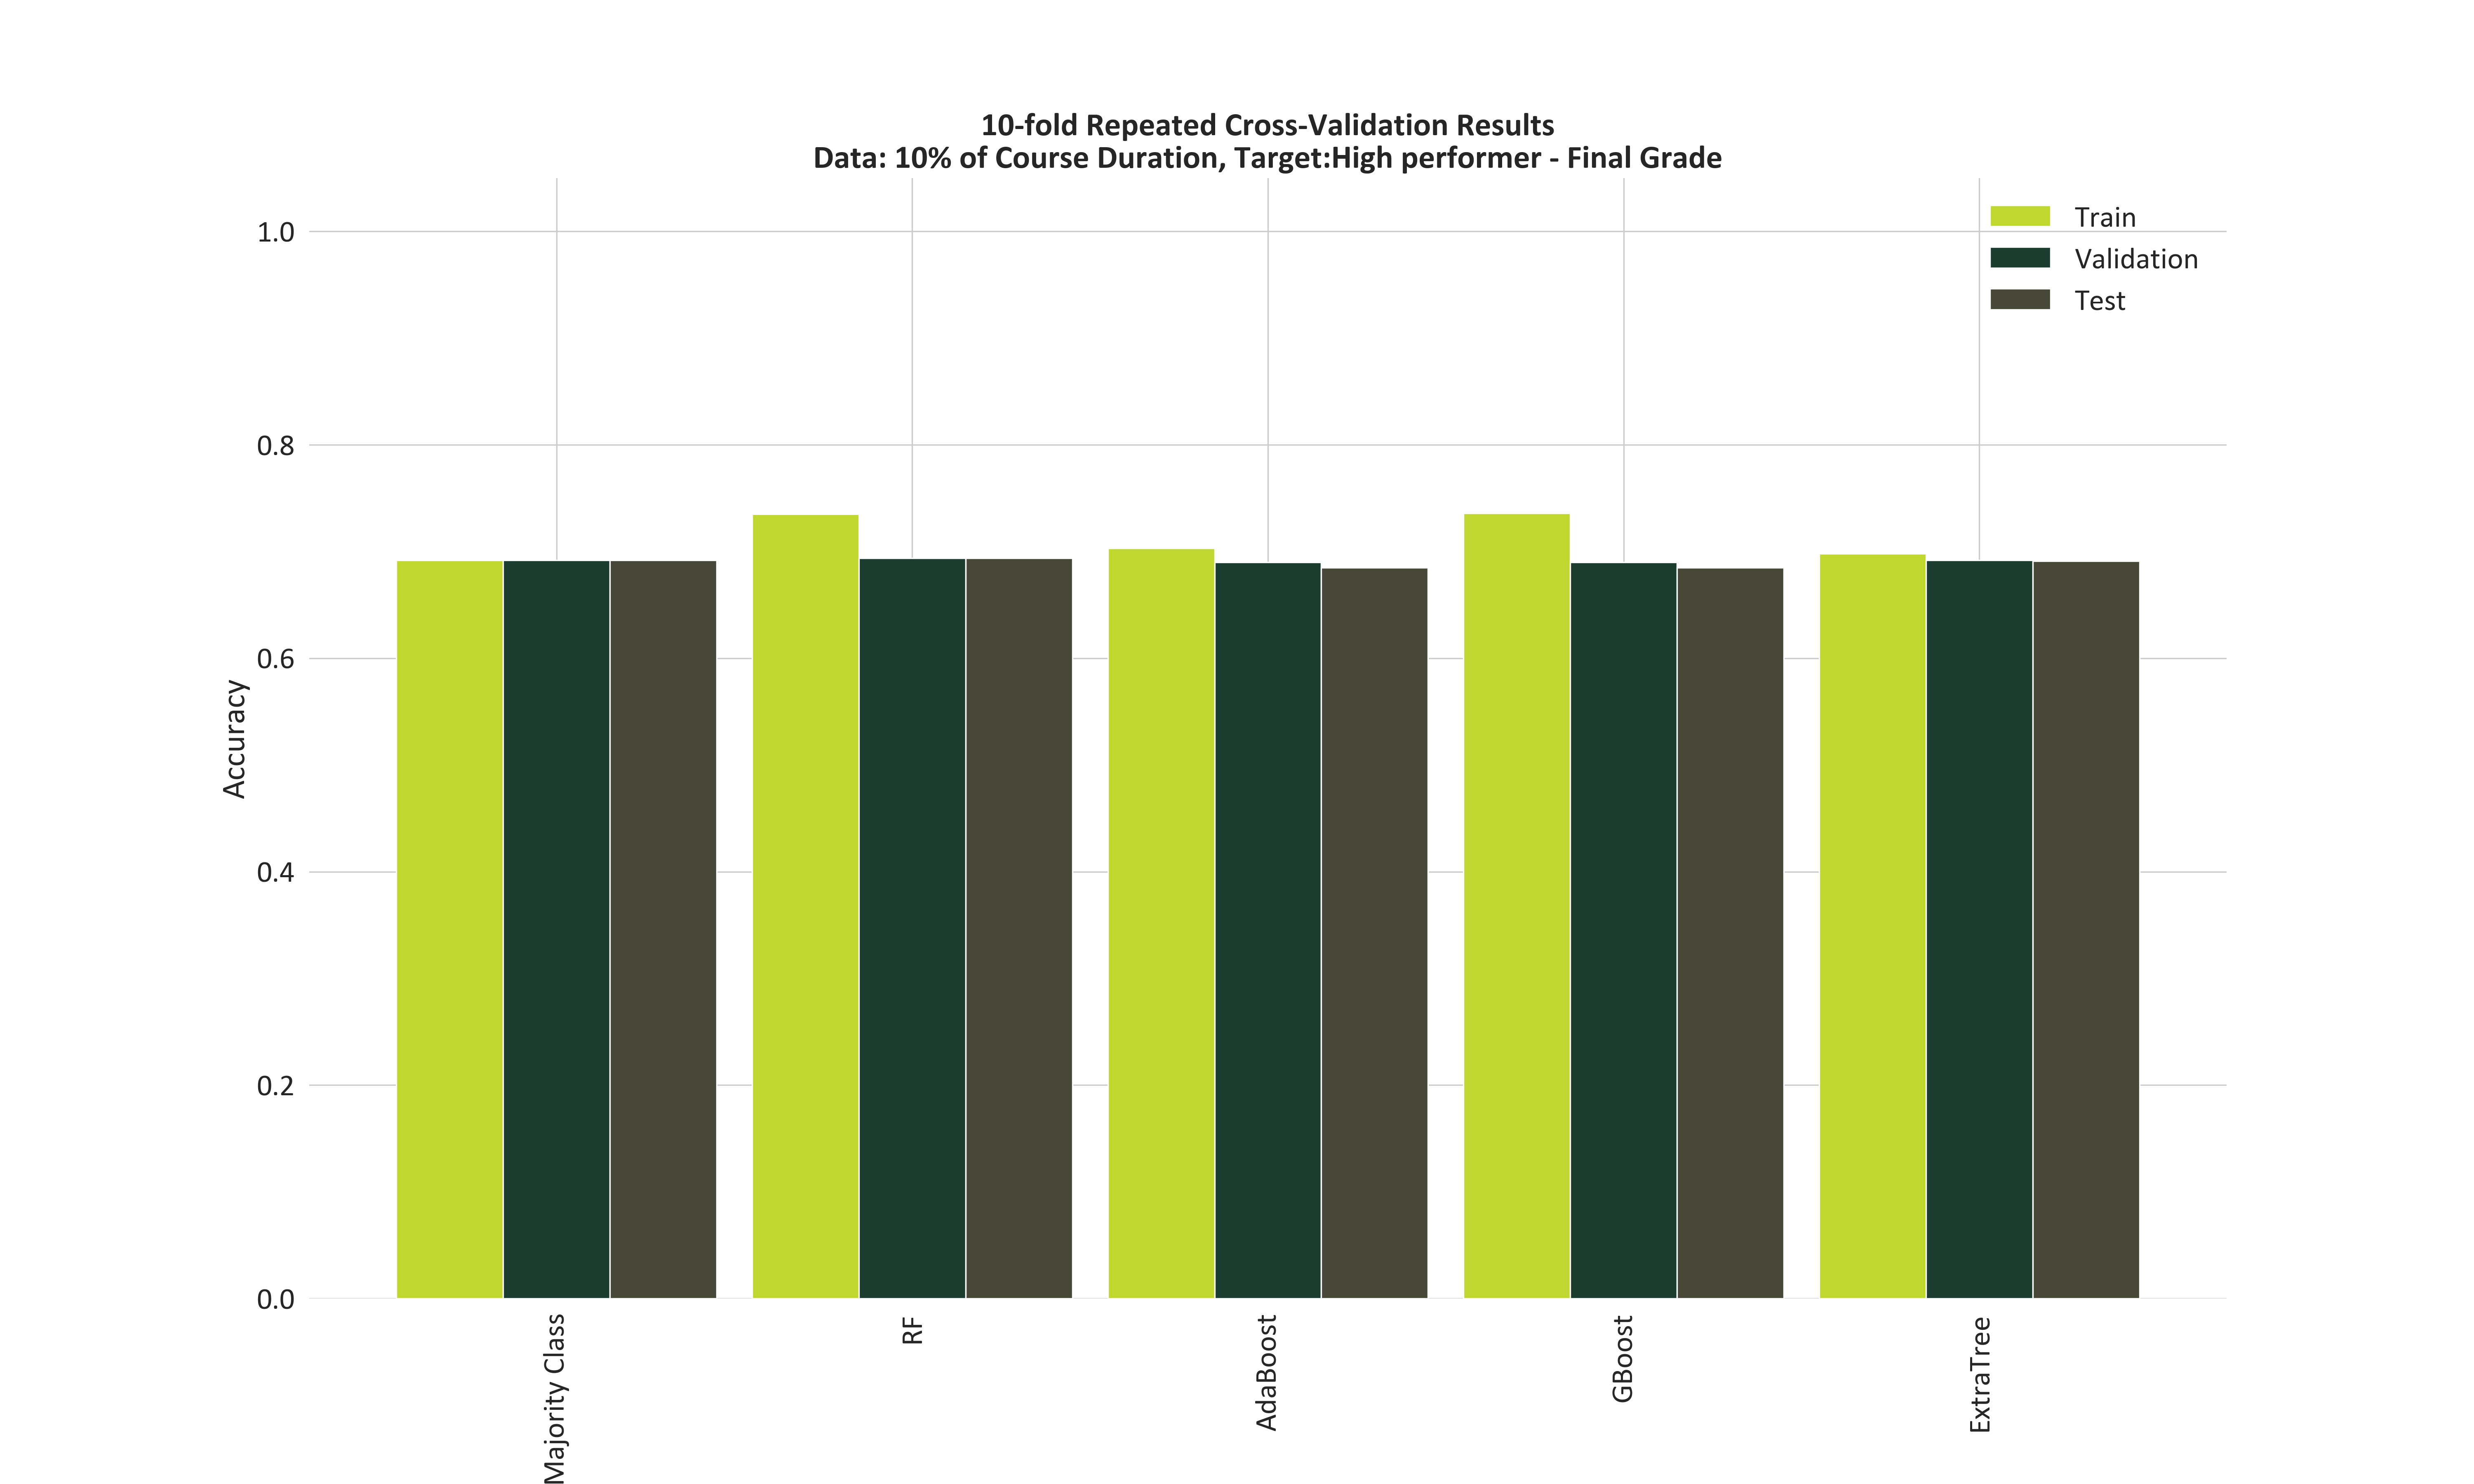 10-fold Repeated Cross-Validation Results
Data: 10% of Course Duration, Target:High performer - Final Grade
Train
Validation
Test
1.0
0.8
0.6
0.4
0.2
0.0
Accuracy
Majority Class
RF
AdaBoost
GBoost
ExtraTree